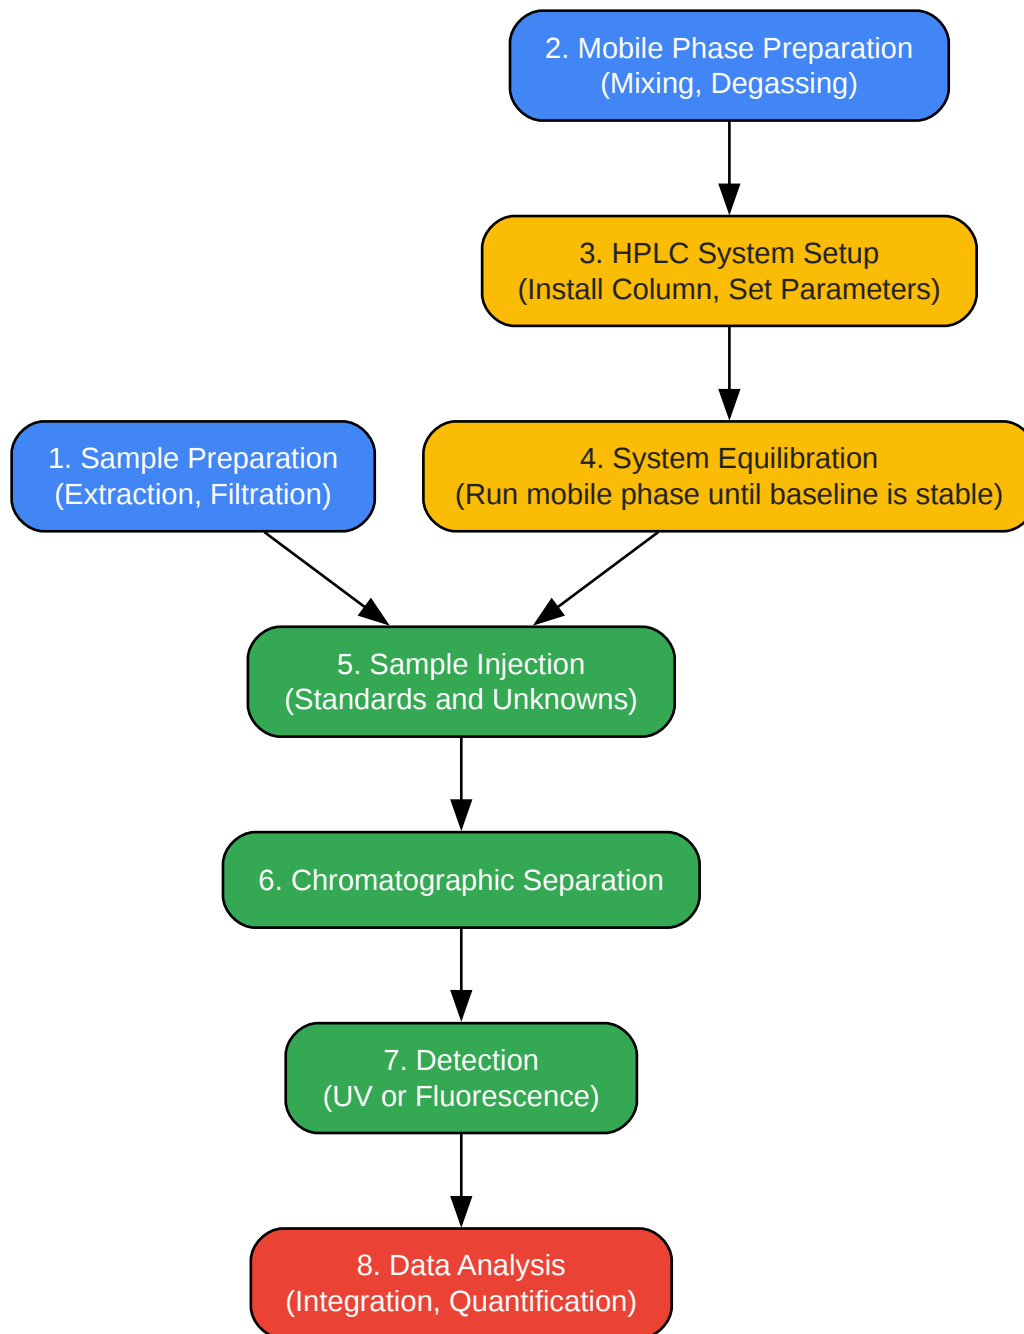 2. Mobile Phase Preparation
(Mixing, Degassing)
3. HPLC System Setup
(Install Column, Set Parameters)
1. Sample Preparation
(Extraction, Filtration)
4. System Equilibration
(Run mobile phase until baseline is stable)
5. Sample Injection
(Standards and Unknowns)
6. Chromatographic Separation
7. Detection
(UV or Fluorescence)
8. Data Analysis
(Integration, Quantification)